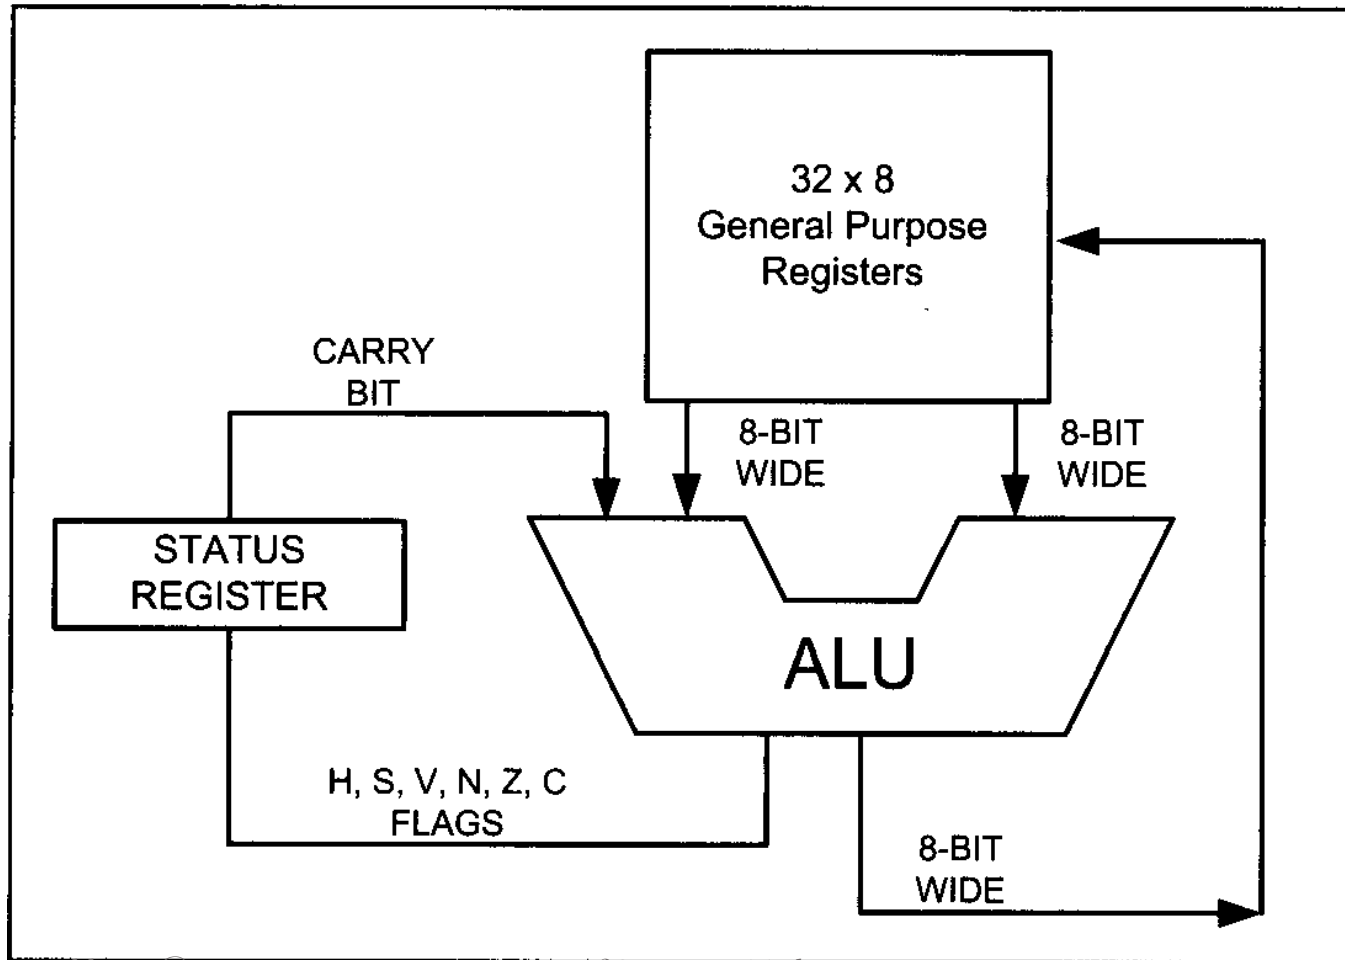 32 x 8
General Purpose
Registers
CARRY
BIT
8-BIT
WIDE
8-BIT
WIDE
STATUS
REGISTER
ALU
H, S, V, N, Z, C
FLAGS
8-BIT
WIDE